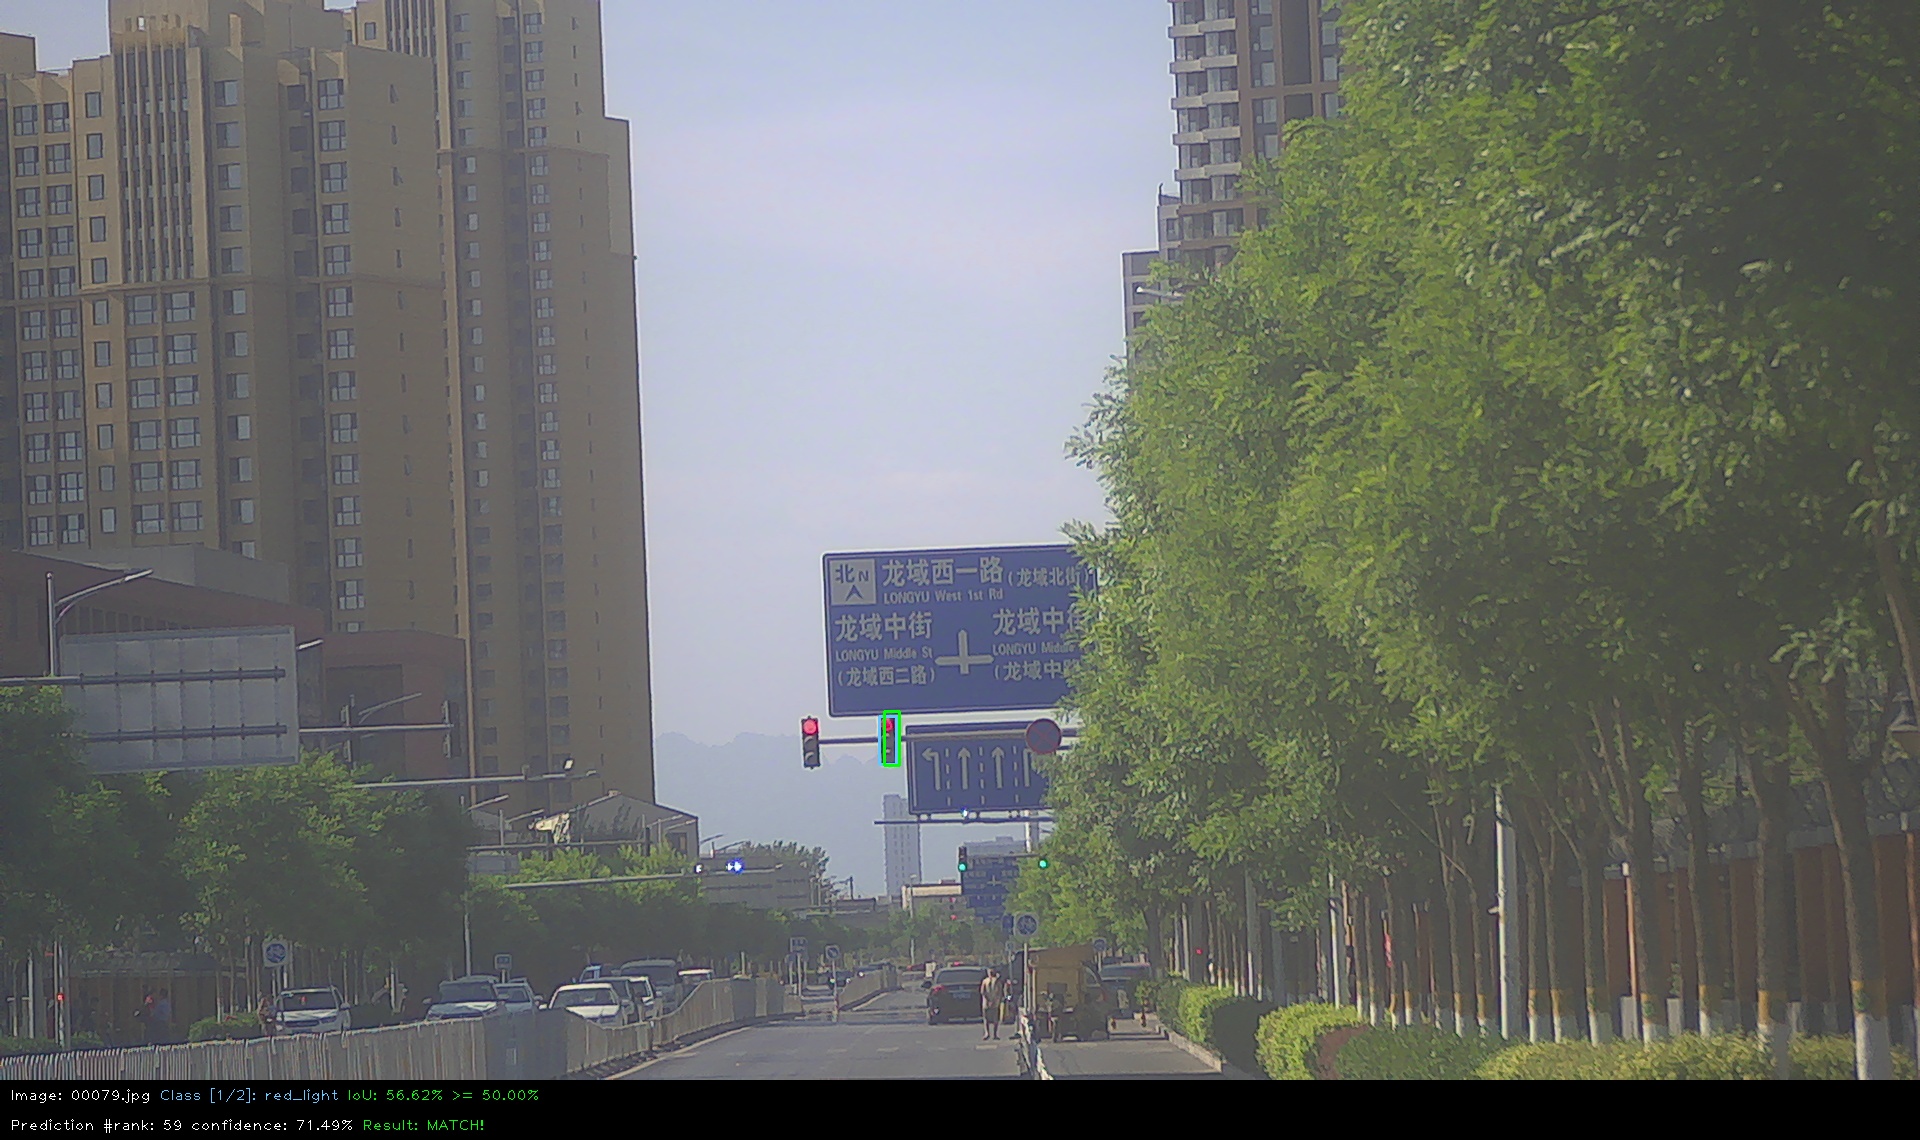 北 N 龙域西一路 (龙域北街)
LONGYU West 1st Rd
龙域中街 龙域中街
LONGYU Middle St LONGYU Middle
(龙域西二路) (龙域中路
Image: 00079.jpg Class [1/2]: red_light IoU: 56.62% >= 50.00%
Prediction #rank: 59 confidence: 71.49% Result: MATCH!